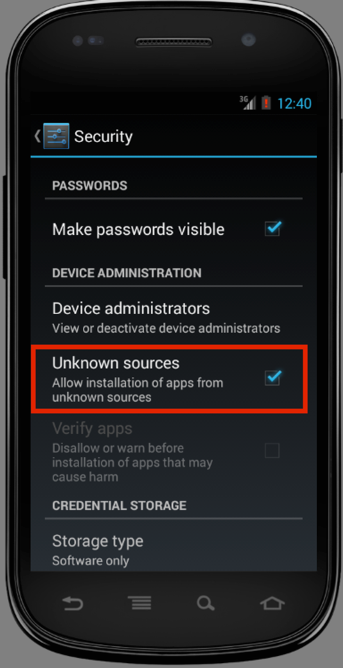 3G 12:40
Security
PASSWORDS
Make passwords visible
DEVICE ADMINISTRATION
Device administrators
View or deactivate device administrators
Unknown sources
Allow installation of apps from
unknown sources
Verify apps
Disallow or warn before
installation of apps that may
cause harm
CREDENTIAL STORAGE
Storage type
Software only